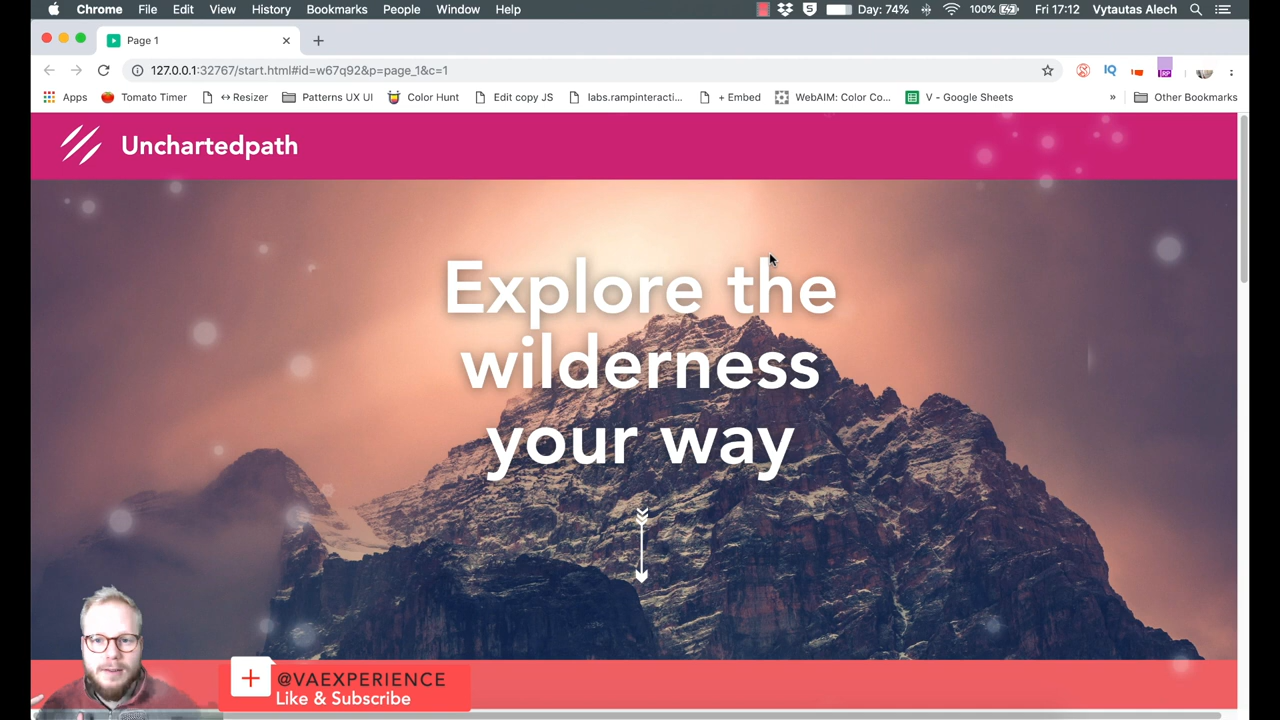 Chrome File Edit View History Bookmarks People Window Help Day: 74% 100% Fri 17:12 Vytautas Alech
Page 1
127.0.0.1:32767/start.html#id=w67q92&p=page_1&c=1
Apps Tomato Timer ↔Resizer Patterns UX UI Color Hunt Edit copy JS labs.rampinteracti... + Embed WebAIM: Color Co... V - Google Sheets » Other Bookmarks
Unchartedpath
Explore the
wilderness
your way
@VAEXPERIENCE
Like & Subscribe